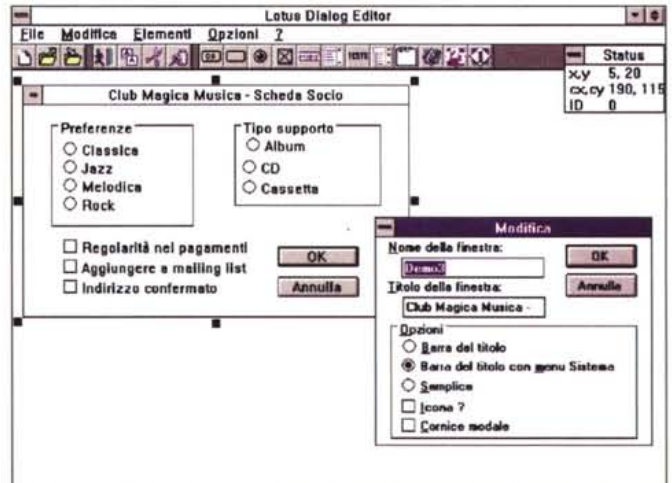 Lotus Dialog Editor
File Modifica Elementi Opzioni ?
OK
TESTO
Status
x,y 5, 20
cx,cy 190, 115
ID 0
Club Magica Musica - Scheda Socio
Preferenze
Classica
Jazz
Melodica
Rock
Tipo supporto
Album
CD
Cassetta
Regolarità nei pagamenti
Aggiungere a mailing list
Indirizzo confermato
OK
Annulla
Modifica
Nome della finestra:
Demo3
OK
Titolo della finestra:
Annulla
Club Magica Musica -
Opzioni
Barra del titolo
Barra del titolo con menu Sistema
Semplice
Icona ?
Cornice modale